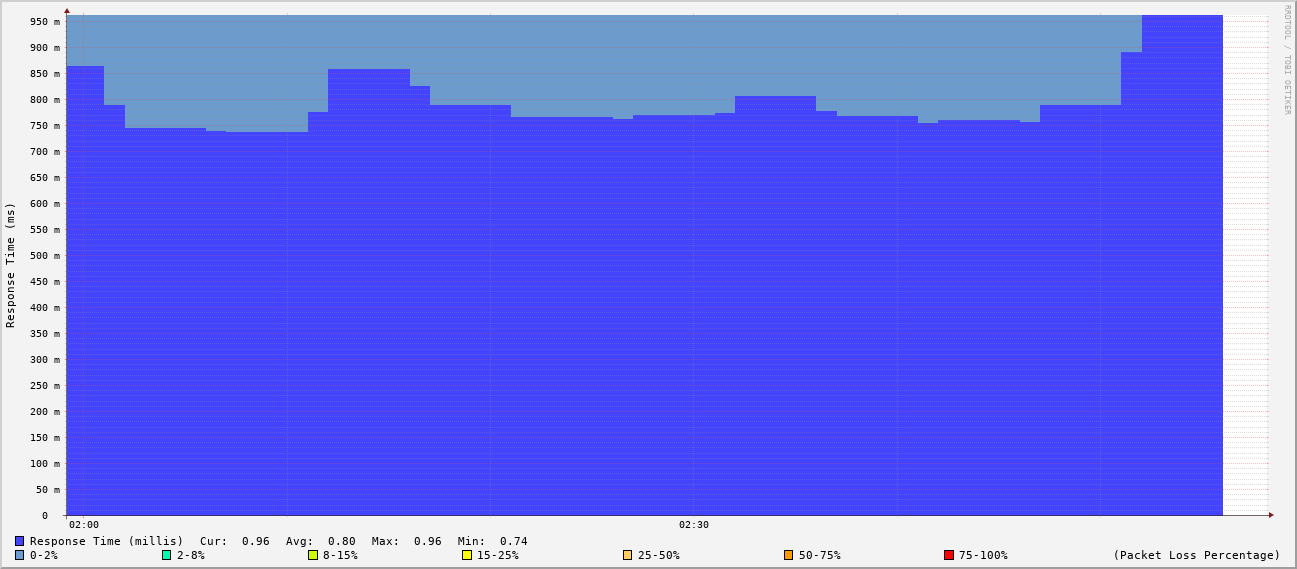 RRDTOOL / TOBI OETIKER
Response Time (ms)
950 m
900 m
850 m
800 m
750 m
700 m
650 m
600 m
550 m
500 m
450 m
400 m
350 m
300 m
250 m
200 m
150 m
100 m
50 m
0
02:00 02:30
Response Time (millis) Cur: 0.96 Avg: 0.80 Max: 0.96 Min: 0.74
0-2% 2-8% 8-15% 15-25% 25-50% 50-75% 75-100% (Packet Loss Percentage)